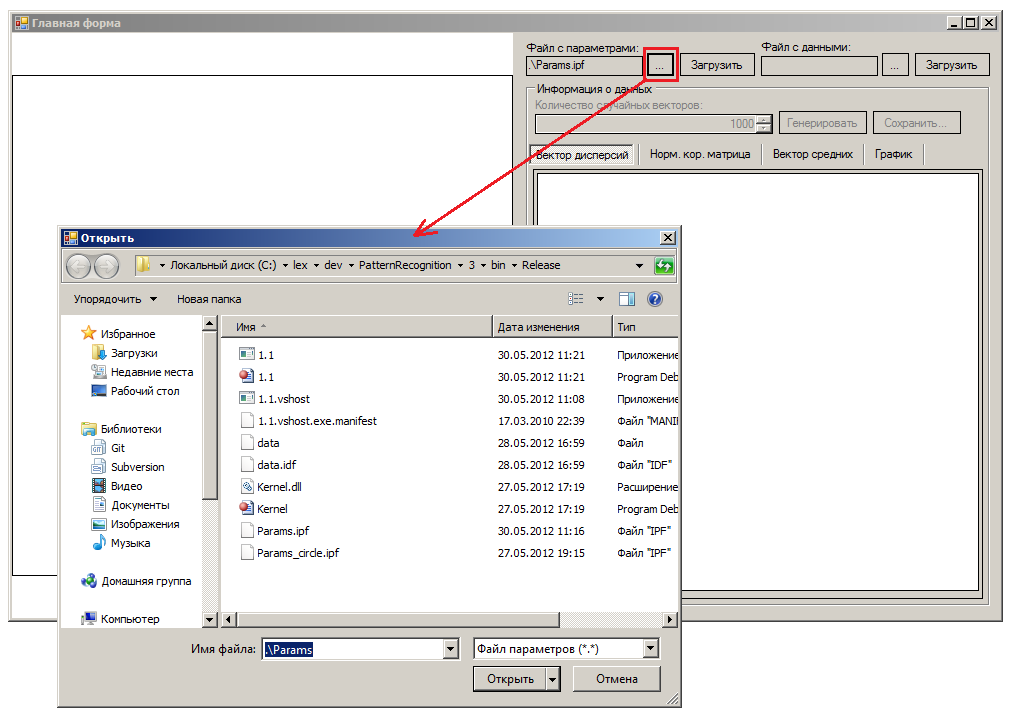 Главная форма
Файл с параметрами:
Файл с данными:
.\Params.ipf
...
Загрузить
...
Загрузить
Информация о данных
Количество случайных векторов:
1000
Генерировать
Сохранить...
Вектор дисперсий
Норм. кор. матрица
Вектор средних
График
Открыть
Локальный диск (C:) lex dev PatternRecognition 3 bin Release
Упорядочить
Новая папка
Избранное
Загрузки
Недавние места
Рабочий стол
Библиотеки
Git
Subversion
Видео
Документы
Изображения
Музыка
Домашняя группа
Компьютер
Имя Дата изменения Тип
1.1 30.05.2012 11:21 Приложение
1.1 30.05.2012 11:21 Program Deb
1.1.vshost 30.05.2012 11:08 Приложение
1.1.vshost.exe.manifest 17.03.2010 22:39 Файл "MANI
data 28.05.2012 16:59 Файл
data.idf 28.05.2012 16:59 Файл "IDF"
Kernel.dll 27.05.2012 17:19 Расширение
Kernel 27.05.2012 17:19 Program Deb
Params.ipf 30.05.2012 11:16 Файл "IPF"
Params_circle.ipf 27.05.2012 19:15 Файл "IPF"
Имя файла:
.\Params
Файл параметров (*.*)
Открыть
Отмена